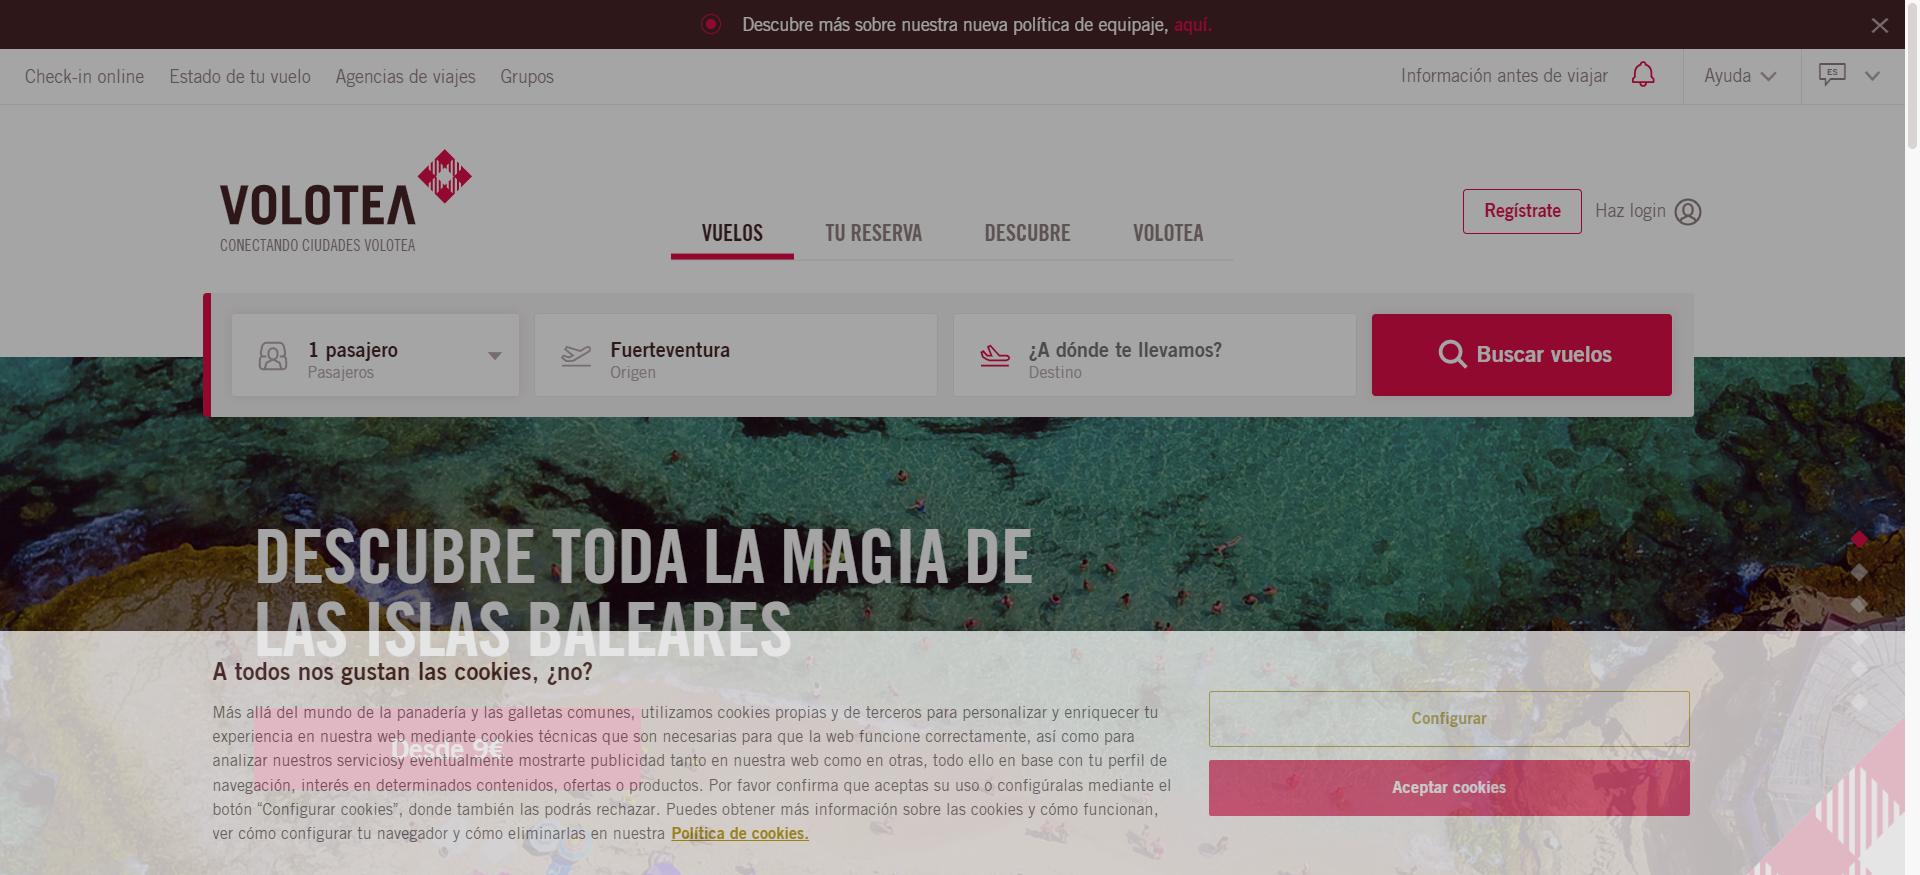 Descubre más sobre nuestra nueva política de equipaje, aquí.
Check-in online
Estado de tu vuelo
Agencias de viajes
Grupos
Información antes de viajar
Ayuda
ES
VOLOTEA
CONECTANDO CIUDADES VOLOTEA
VUELOS
TU RESERVA
DESCUBRE
VOLOTEA
Regístrate
Haz login
1 pasajero
Pasajeros
Fuerteventura
Origen
¿A dónde te llevamos?
Destino
Buscar vuelos
DESCUBRE TODA LA MAGIA DE
LAS ISLAS BALEARES
Desde 9€
A todos nos gustan las cookies, ¿no?
Más allá del mundo de la panadería y las galletas comunes, utilizamos cookies propias y de terceros para personalizar y enriquecer tu
experiencia en nuestra web mediante cookies técnicas que son necesarias para que la web funcione correctamente, así como para
analizar nuestros serviciosy eventualmente mostrarte publicidad tanto en nuestra web como en otras, todo ello en base con tu perfil de
navegación, interés en determinados contenidos, ofertas o productos. Por favor confirma que aceptas su uso o configúralas mediante el
botón “Configurar cookies”, donde también las podrás rechazar. Puedes obtener más información sobre las cookies y cómo funcionan,
ver cómo configurar tu navegador y cómo eliminarlas en nuestra Política de cookies.
Configurar
Aceptar cookies